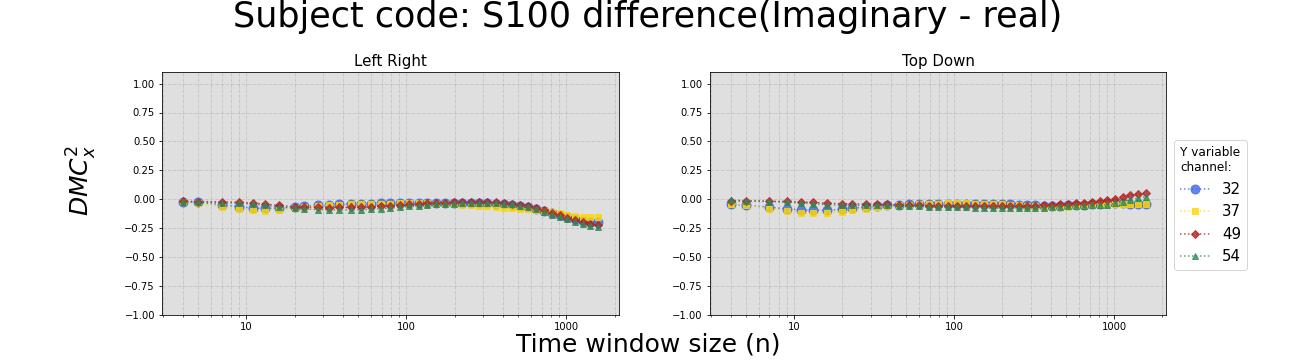 Subject code: S100 difference(Imaginary - real)
Left Right
Top Down
DMC²ₓ
1.00
0.75
0.50
0.25
0.00
−0.25
−0.50
−0.75
−1.00
10 100 1000
1.00
0.75
0.50
0.25
0.00
−0.25
−0.50
−0.75
−1.00
10 100 1000
Y variable
channel:
32
37
49
54
Time window size (n)